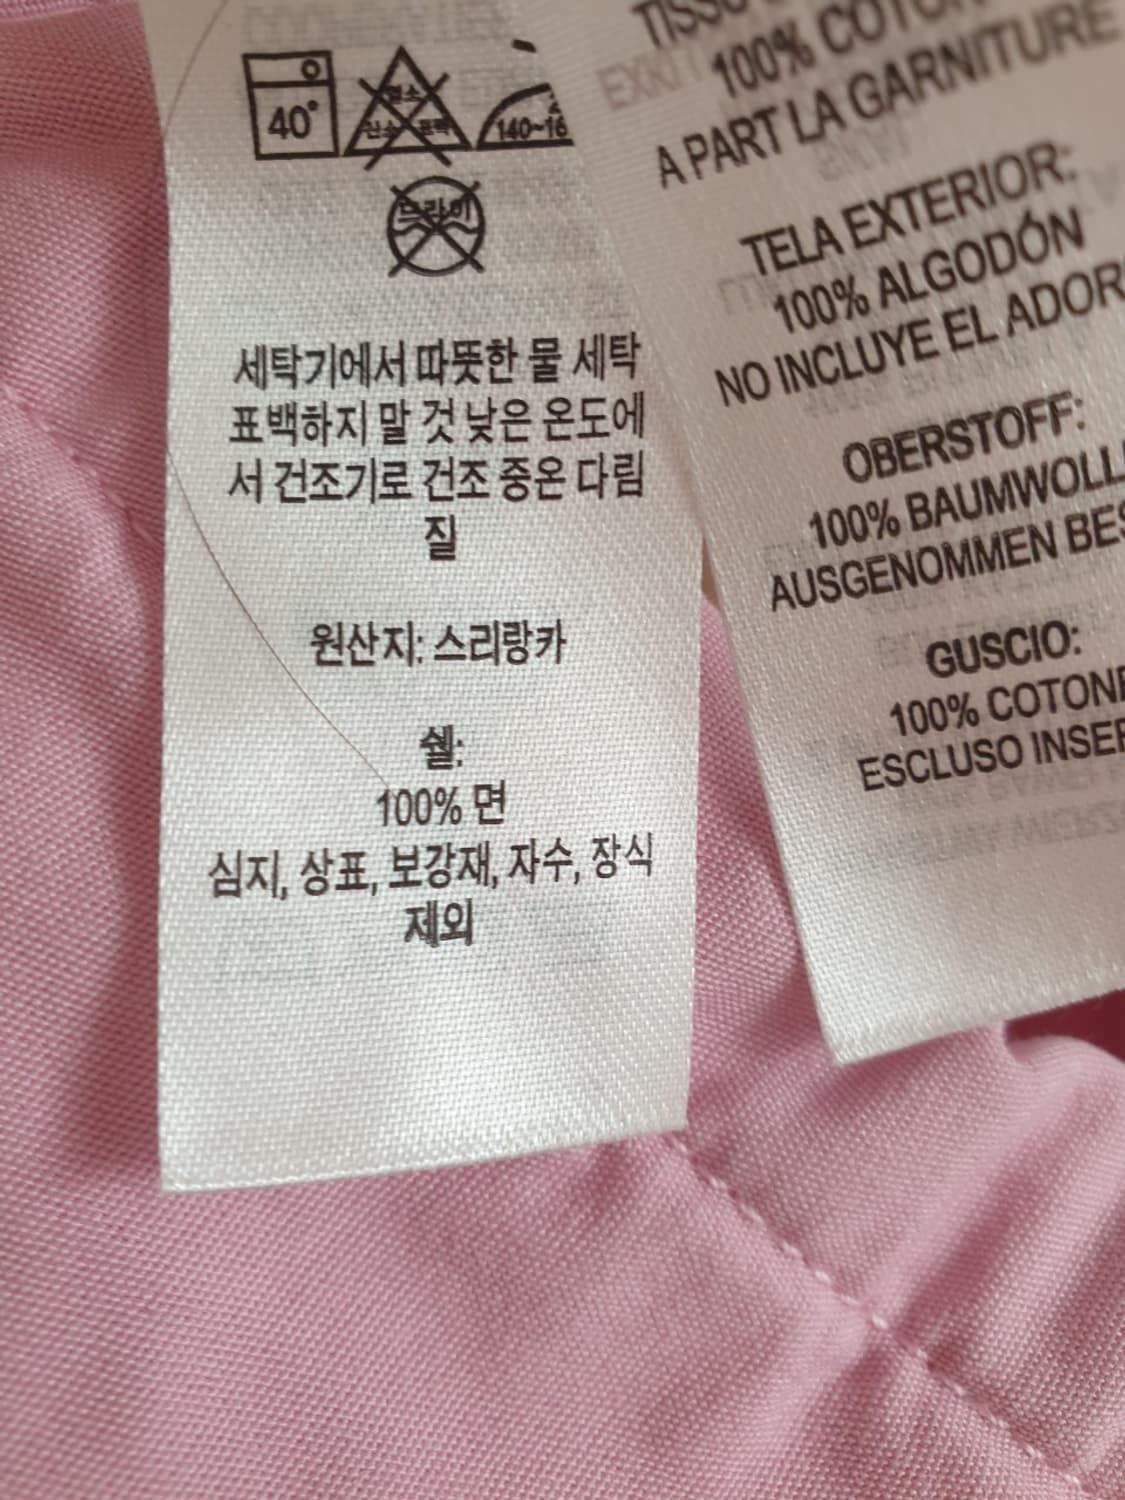 40°
140~16
드라이
세탁기에서 따뜻한 물 세탁
표백하지 말 것 낮은 온도에
서 건조기로 건조 중온 다림
질
원산지: 스리랑카
쉘:
100% 면
심지, 상표, 보강재, 자수, 장식
제외
TISSU
100% COTON
A PART LA GARNITURE
TELA EXTERIOR:
100% ALGODÓN
NO INCLUYE EL ADOR
OBERSTOFF:
100% BAUMWOLL
AUSGENOMMEN BES
GUSCIO:
100% COTONE
ESCLUSO INSER